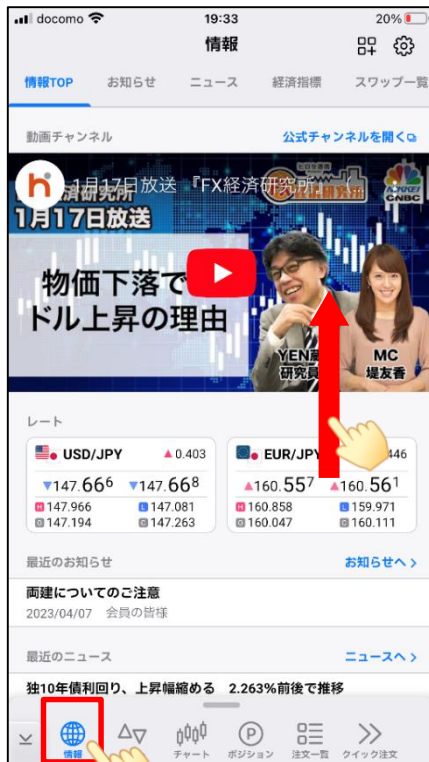 docomo 19:33 20%
情報
情報TOP お知らせ ニュース 経済指標 スワップ一覧
動画チャンネル 公式チャンネルを開く
1月17日放送 『FX経済研究所』
1月17日放送
NIKKEI
CNBC
物価下落で
ドル上昇の理由
YEN蔵
研究員
MC
堤友香
レート
USD/JPY ▲0.403
▼147.666 ▼147.668
H 147.966 L 147.081
O 147.194 C 147.263
EUR/JPY 446
▲160.557 ▲160.561
H 160.858 L 159.971
O 160.047 C 160.111
最近のお知らせ お知らせへ >
両建についてのご注意
2023/04/07 会員の皆様
最近のニュース ニュースへ >
独10年債利回り、上昇幅縮める 2.263%前後で推移
情報 チャート ポジション 注文一覧 クイック注文